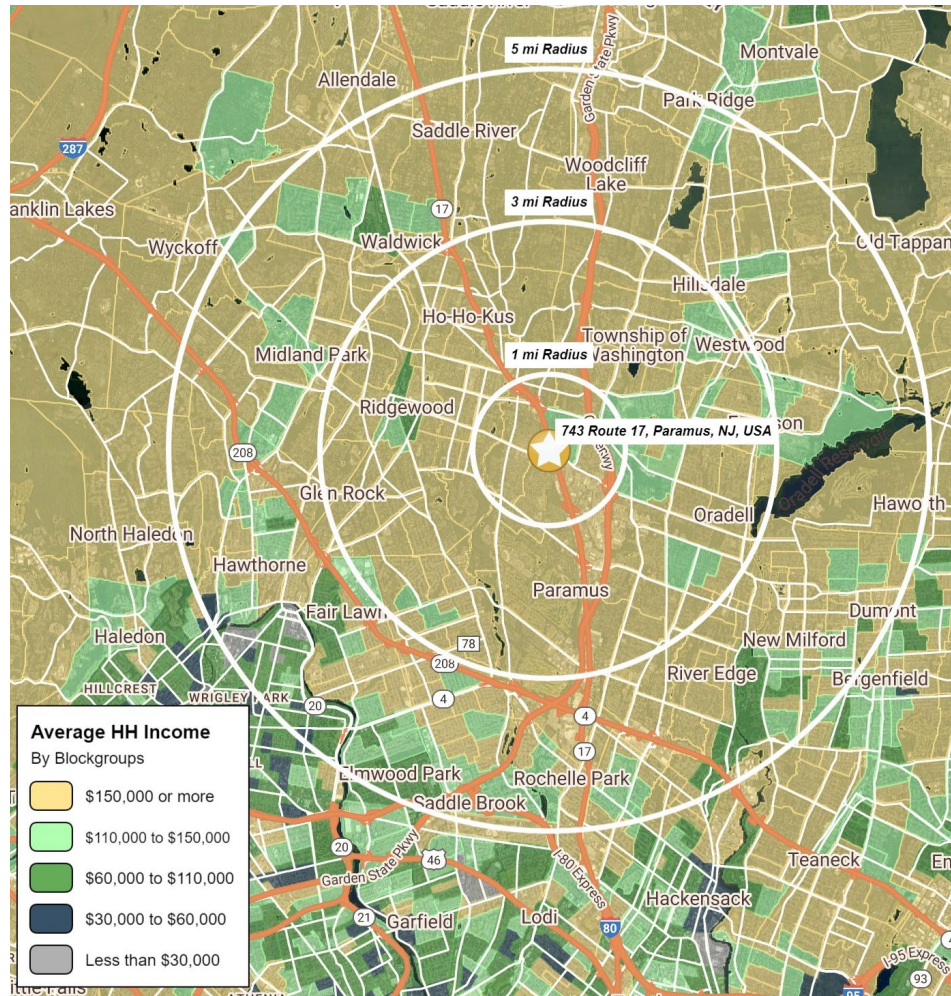 5 mi Radius
Montvale
Allendale
Garden State Pkwy
Park Ridge
Saddle River
287
Woodcliff
Lake
3 mi Radius
17
anklin Lakes
Waldwick
Wyckoff
Old Tappan
Hillsdale
Ho-Ho-Kus
Township of
Washington
Westwood
1 mi Radius
Midland Park
Ridgewood
743 Route 17, Paramus, NJ, USA
208
Glen Rock
Oradell Reservoir
Haworth
Oradell
North Haledon
Hawthorne
Paramus
Fair Lawn
Dumont
Haledon
78
New Milford
208
River Edge
Bergenfield
HILLCREST
WRIGLEY PARK
4
20
4
17
Elmwood Park
Rochelle Park
Saddle Brook
20
Garden State Pkwy
46
I-80 Express
Teaneck
Hackensack
21
Garfield
Lodi
80
I-95 Express
93
95
Average HH Income
By Blockgroups
$150,000 or more
$110,000 to $150,000
$60,000 to $110,000
$30,000 to $60,000
Less than $30,000